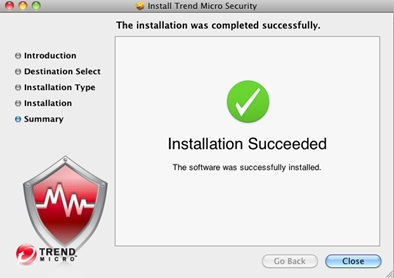 Install Trend Micro Security
The installation was completed successfully.
Introduction
Destination Select
Installation Type
Installation
Summary
Installation Succeeded
The software was successfully installed.
TREND
MICRO
Go Back
Close